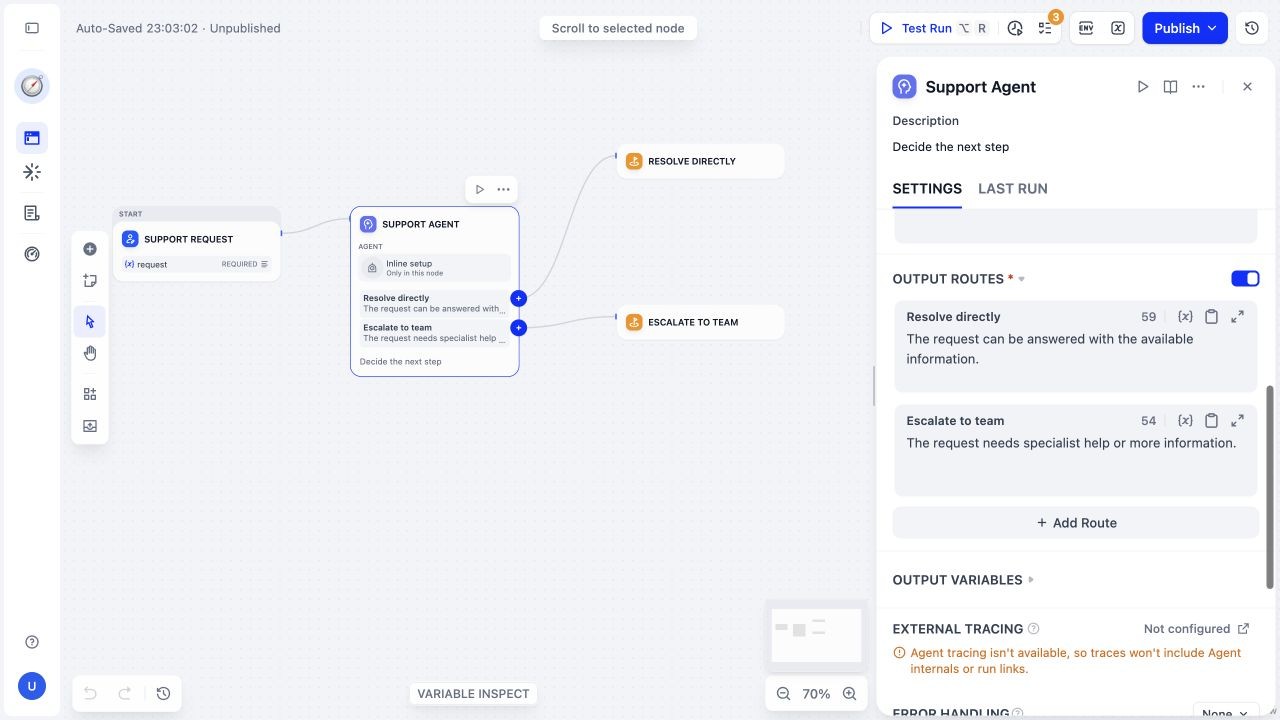 Auto-Saved 23:03:02 · Unpublished
Scroll to selected node
Test Run ⌥ R
3
ENV
Publish
Support Agent
Description
Decide the next step
SETTINGS
LAST RUN
OUTPUT ROUTES *
Resolve directly
59
{x}
The request can be answered with the available
information.
Escalate to team
54
{x}
The request needs specialist help or more information.
+ Add Route
OUTPUT VARIABLES
EXTERNAL TRACING
Not configured
Agent tracing isn't available, so traces won't include Agent
internals or run links.
ERROR HANDLING
None
START
SUPPORT REQUEST
{x} request
REQUIRED
SUPPORT AGENT
AGENT
Inline setup
Only in this node
Resolve directly
The request can be answered with...
Escalate to team
The request needs specialist help ...
Decide the next step
RESOLVE DIRECTLY
ESCALATE TO TEAM
U
VARIABLE INSPECT
70%